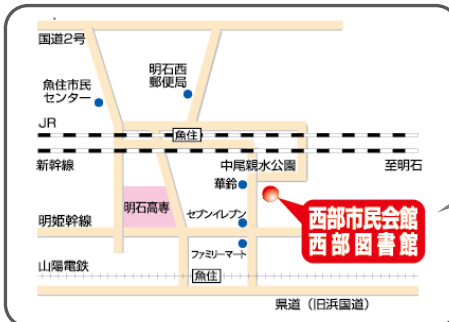 国道2号
明石西
郵便局
魚住市民
センター
JR
魚住
新幹線
中尾親水公園
至明石
華鈴
明石高専
セブンイレブン
西部市民会館
西部図書館
明姫幹線
ファミリーマート
山陽電鉄
魚住
県道（旧浜国道）